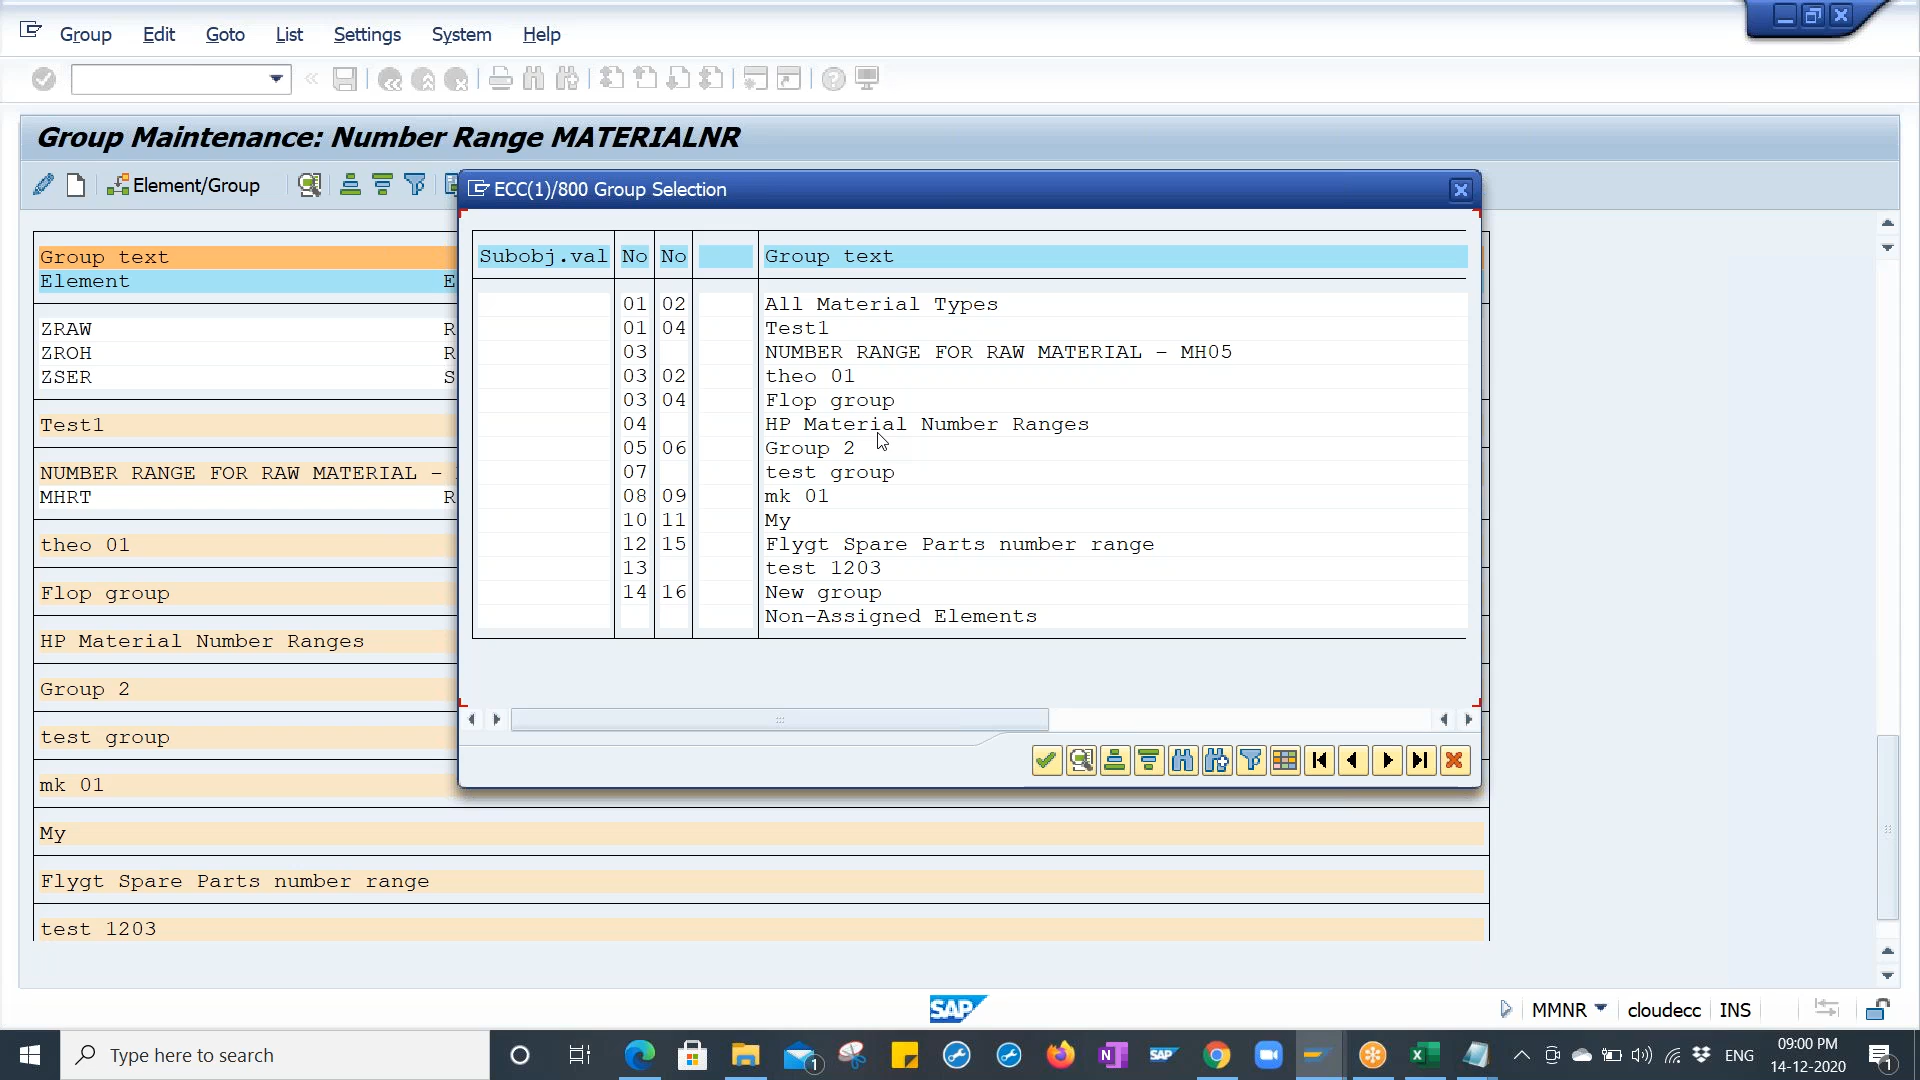 Group Edit Goto List Settings System Help
Group Maintenance: Number Range MATERIALNR
Element/Group
ECC(1)/800 Group Selection
Subobj.val No No Group text
01 02 All Material Types
01 04 Test1
03 NUMBER RANGE FOR RAW MATERIAL - MH05
03 02 theo 01
03 04 Flop group
04 HP Material Number Ranges
05 06 Group 2
07 test group
08 09 mk 01
10 11 My
12 15 Flygt Spare Parts number range
13 test 1203
14 16 New group
Non-Assigned Elements
Group text
Element E
ZRAW R
ZROH R
ZSER S
Test1
NUMBER RANGE FOR RAW MATERIAL -
MHRT R
theo 01
Flop group
HP Material Number Ranges
Group 2
test group
mk 01
My
Flygt Spare Parts number range
test 1203
SAP
MMNR cloudecc INS
Type here to search
1
SAP
ENG
09:00 PM
14-12-2020
1